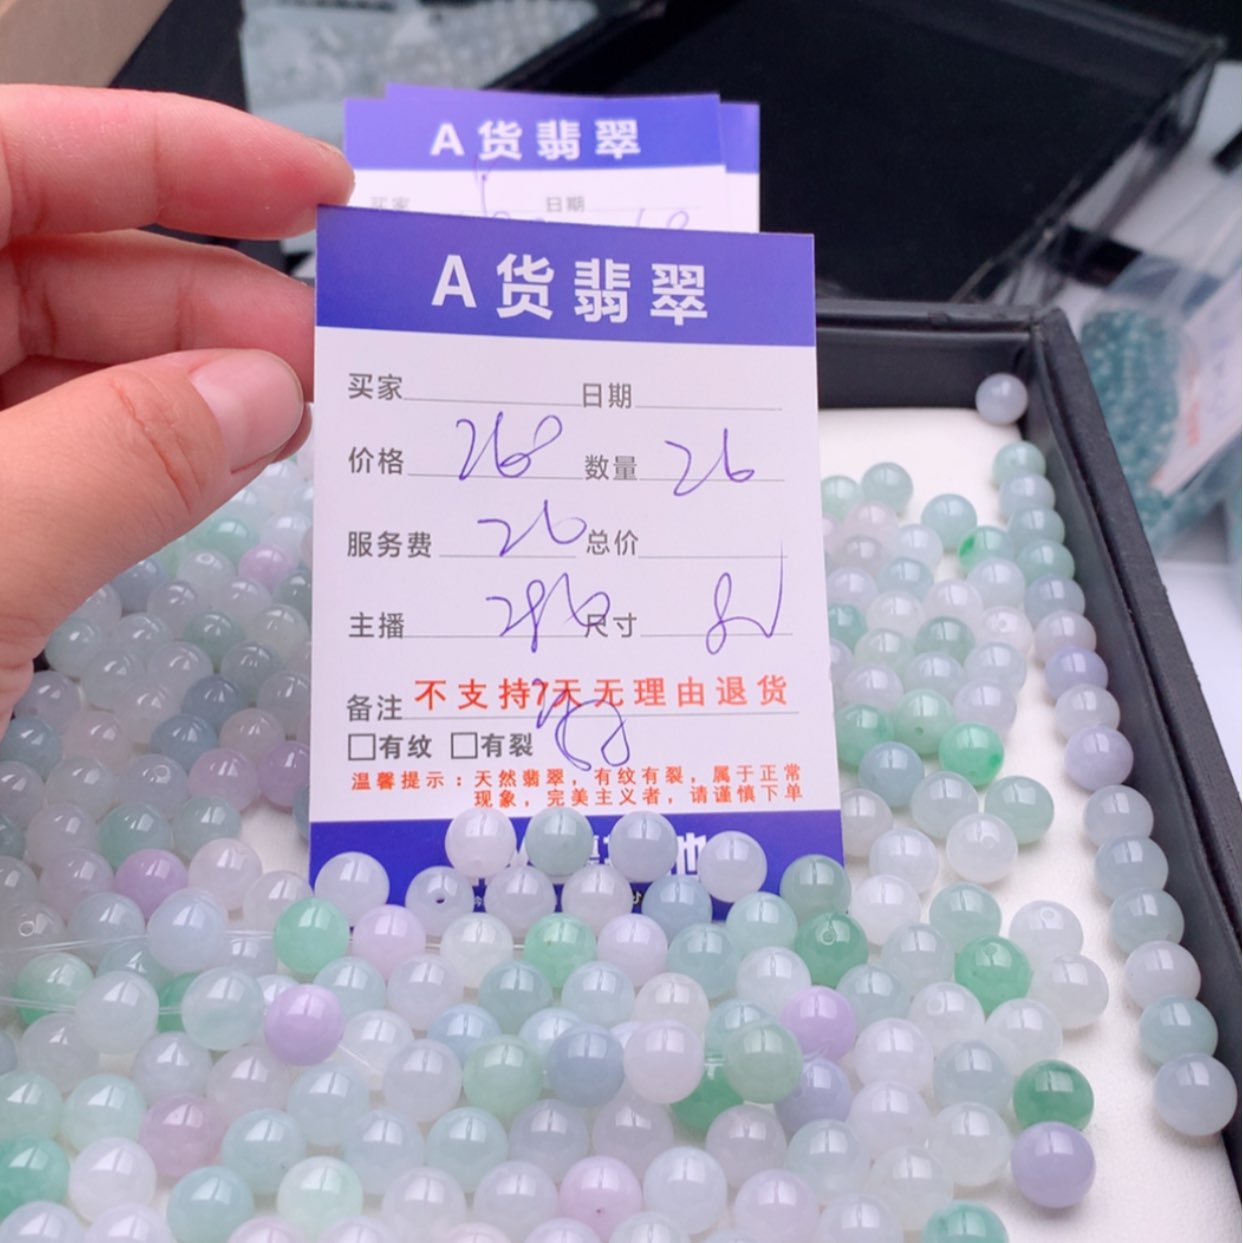 A货翡翠
买家 日期
A货翡翠
买家 日期
价格 268 数量 26
服务费 26 总价
主播 尺寸
备注 不支持7天无理由退货
□有纹 □有裂
温馨提示：天然翡翠，有纹有裂，属于正常
现象，完美主义者，请谨慎下单